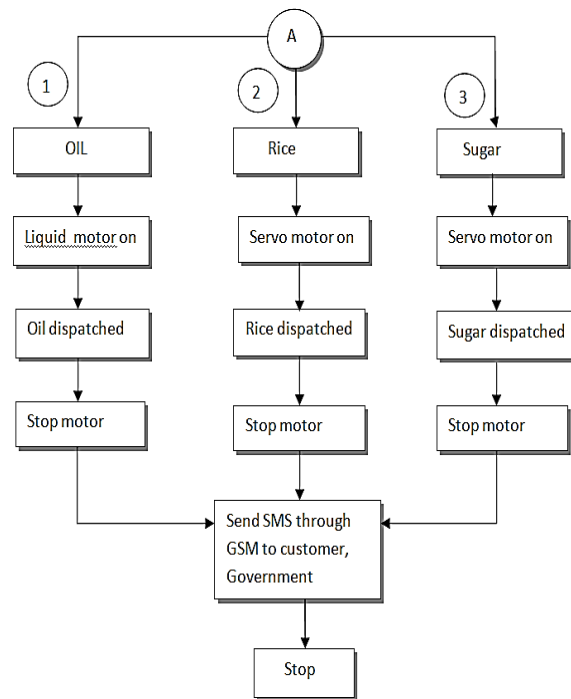 A
1
2
3
OIL
Rice
Sugar
Liquid motor on
Servo motor on
Servo motor on
Oil dispatched
Rice dispatched
Sugar dispatched
Stop motor
Stop motor
Stop motor
Send SMS through
GSM to customer,
Government
Stop